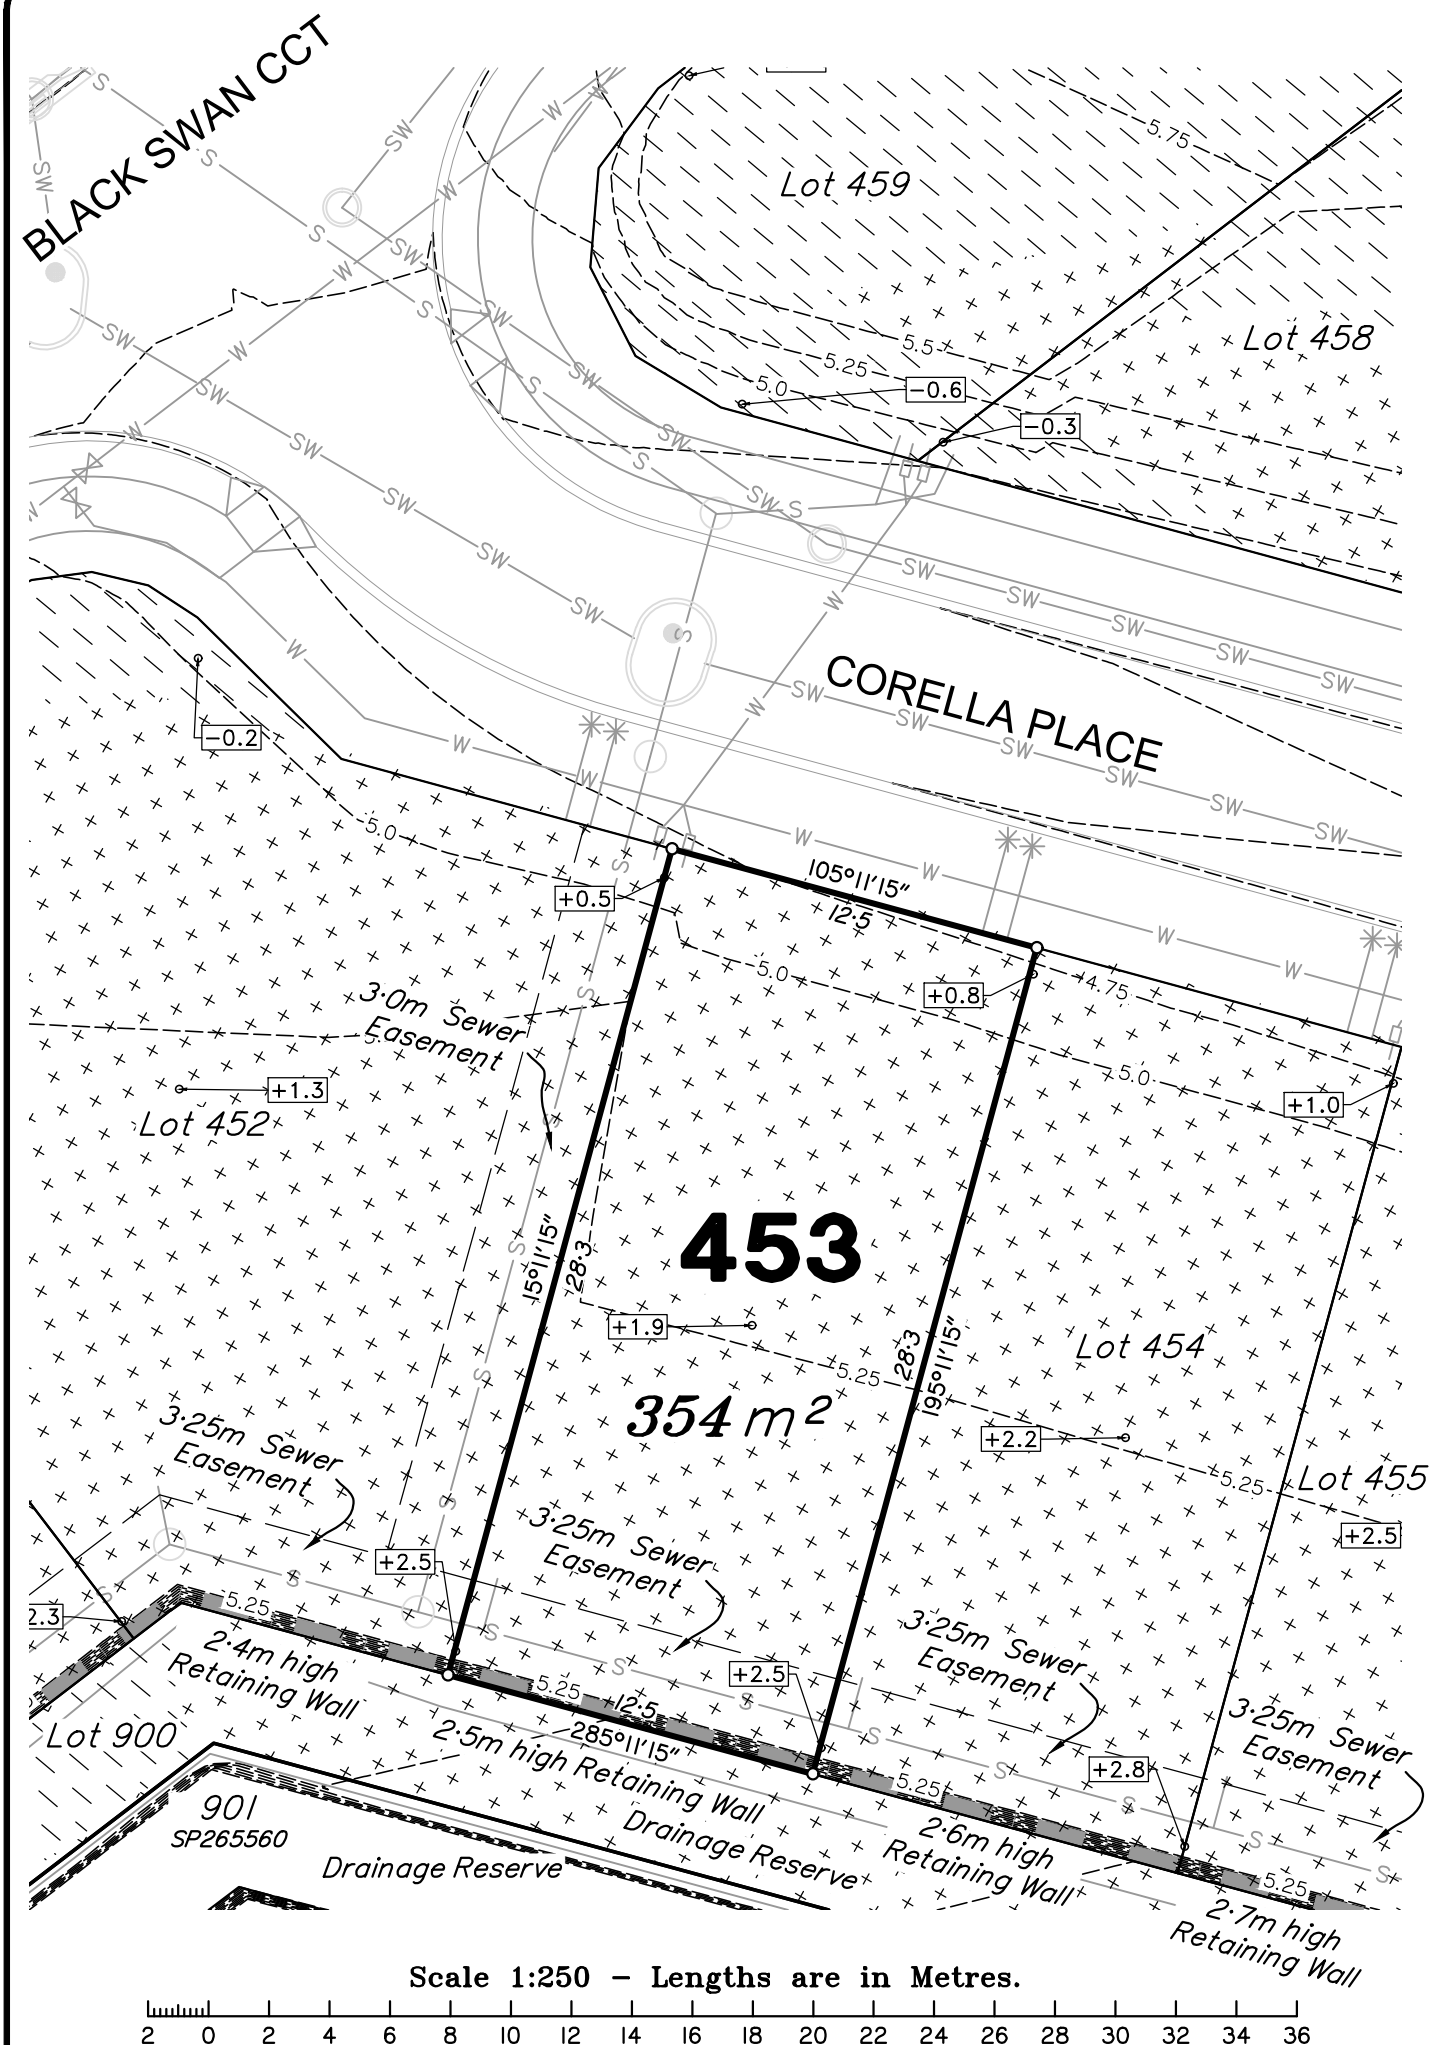 BLACK SWAN CCT
Lot 459
5.75
Lot 458
5.5
5.25
5.0
-0.6
-0.3
CORELLA PLACE
-0.2
5.0
+0.5
105°11'15"
12·5
5.0
+0.8
4.75
5.0
+1.0
3·0m Sewer
Easement
+1.3
Lot 452
15°11'15"
28·3
453
+1.9
354 m²
5.25
28·3
195°11'15"
Lot 454
+2.2
5.25
Lot 455
+2.5
3·25m Sewer
Easement
+2.5
3·25m Sewer
Easement
2.3
5.25
2·4m high
Retaining Wall
Lot 900
5.25
12·5
285°11'15"
2·5m high Retaining Wall
+2.5
3·25m Sewer
Easement
+2.8
3·25m Sewer
Easement
901
SP265560
Drainage Reserve
Drainage Reserve
5.25
2·6m high
Retaining Wall
5.25
2·7m high
Retaining Wall
S
SW
W
Scale 1:250 - Lengths are in Metres.
2 0 2 4 6 8 10 12 14 16 18 20 22 24 26 28 30 32 34 36